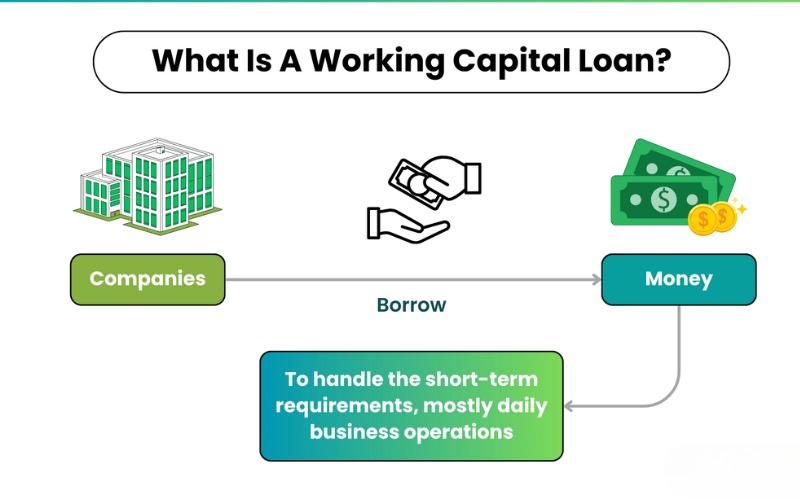 What Is A Working Capital Loan?
Companies
Money
Borrow
To handle the short-term
requirements, mostly daily
business operations